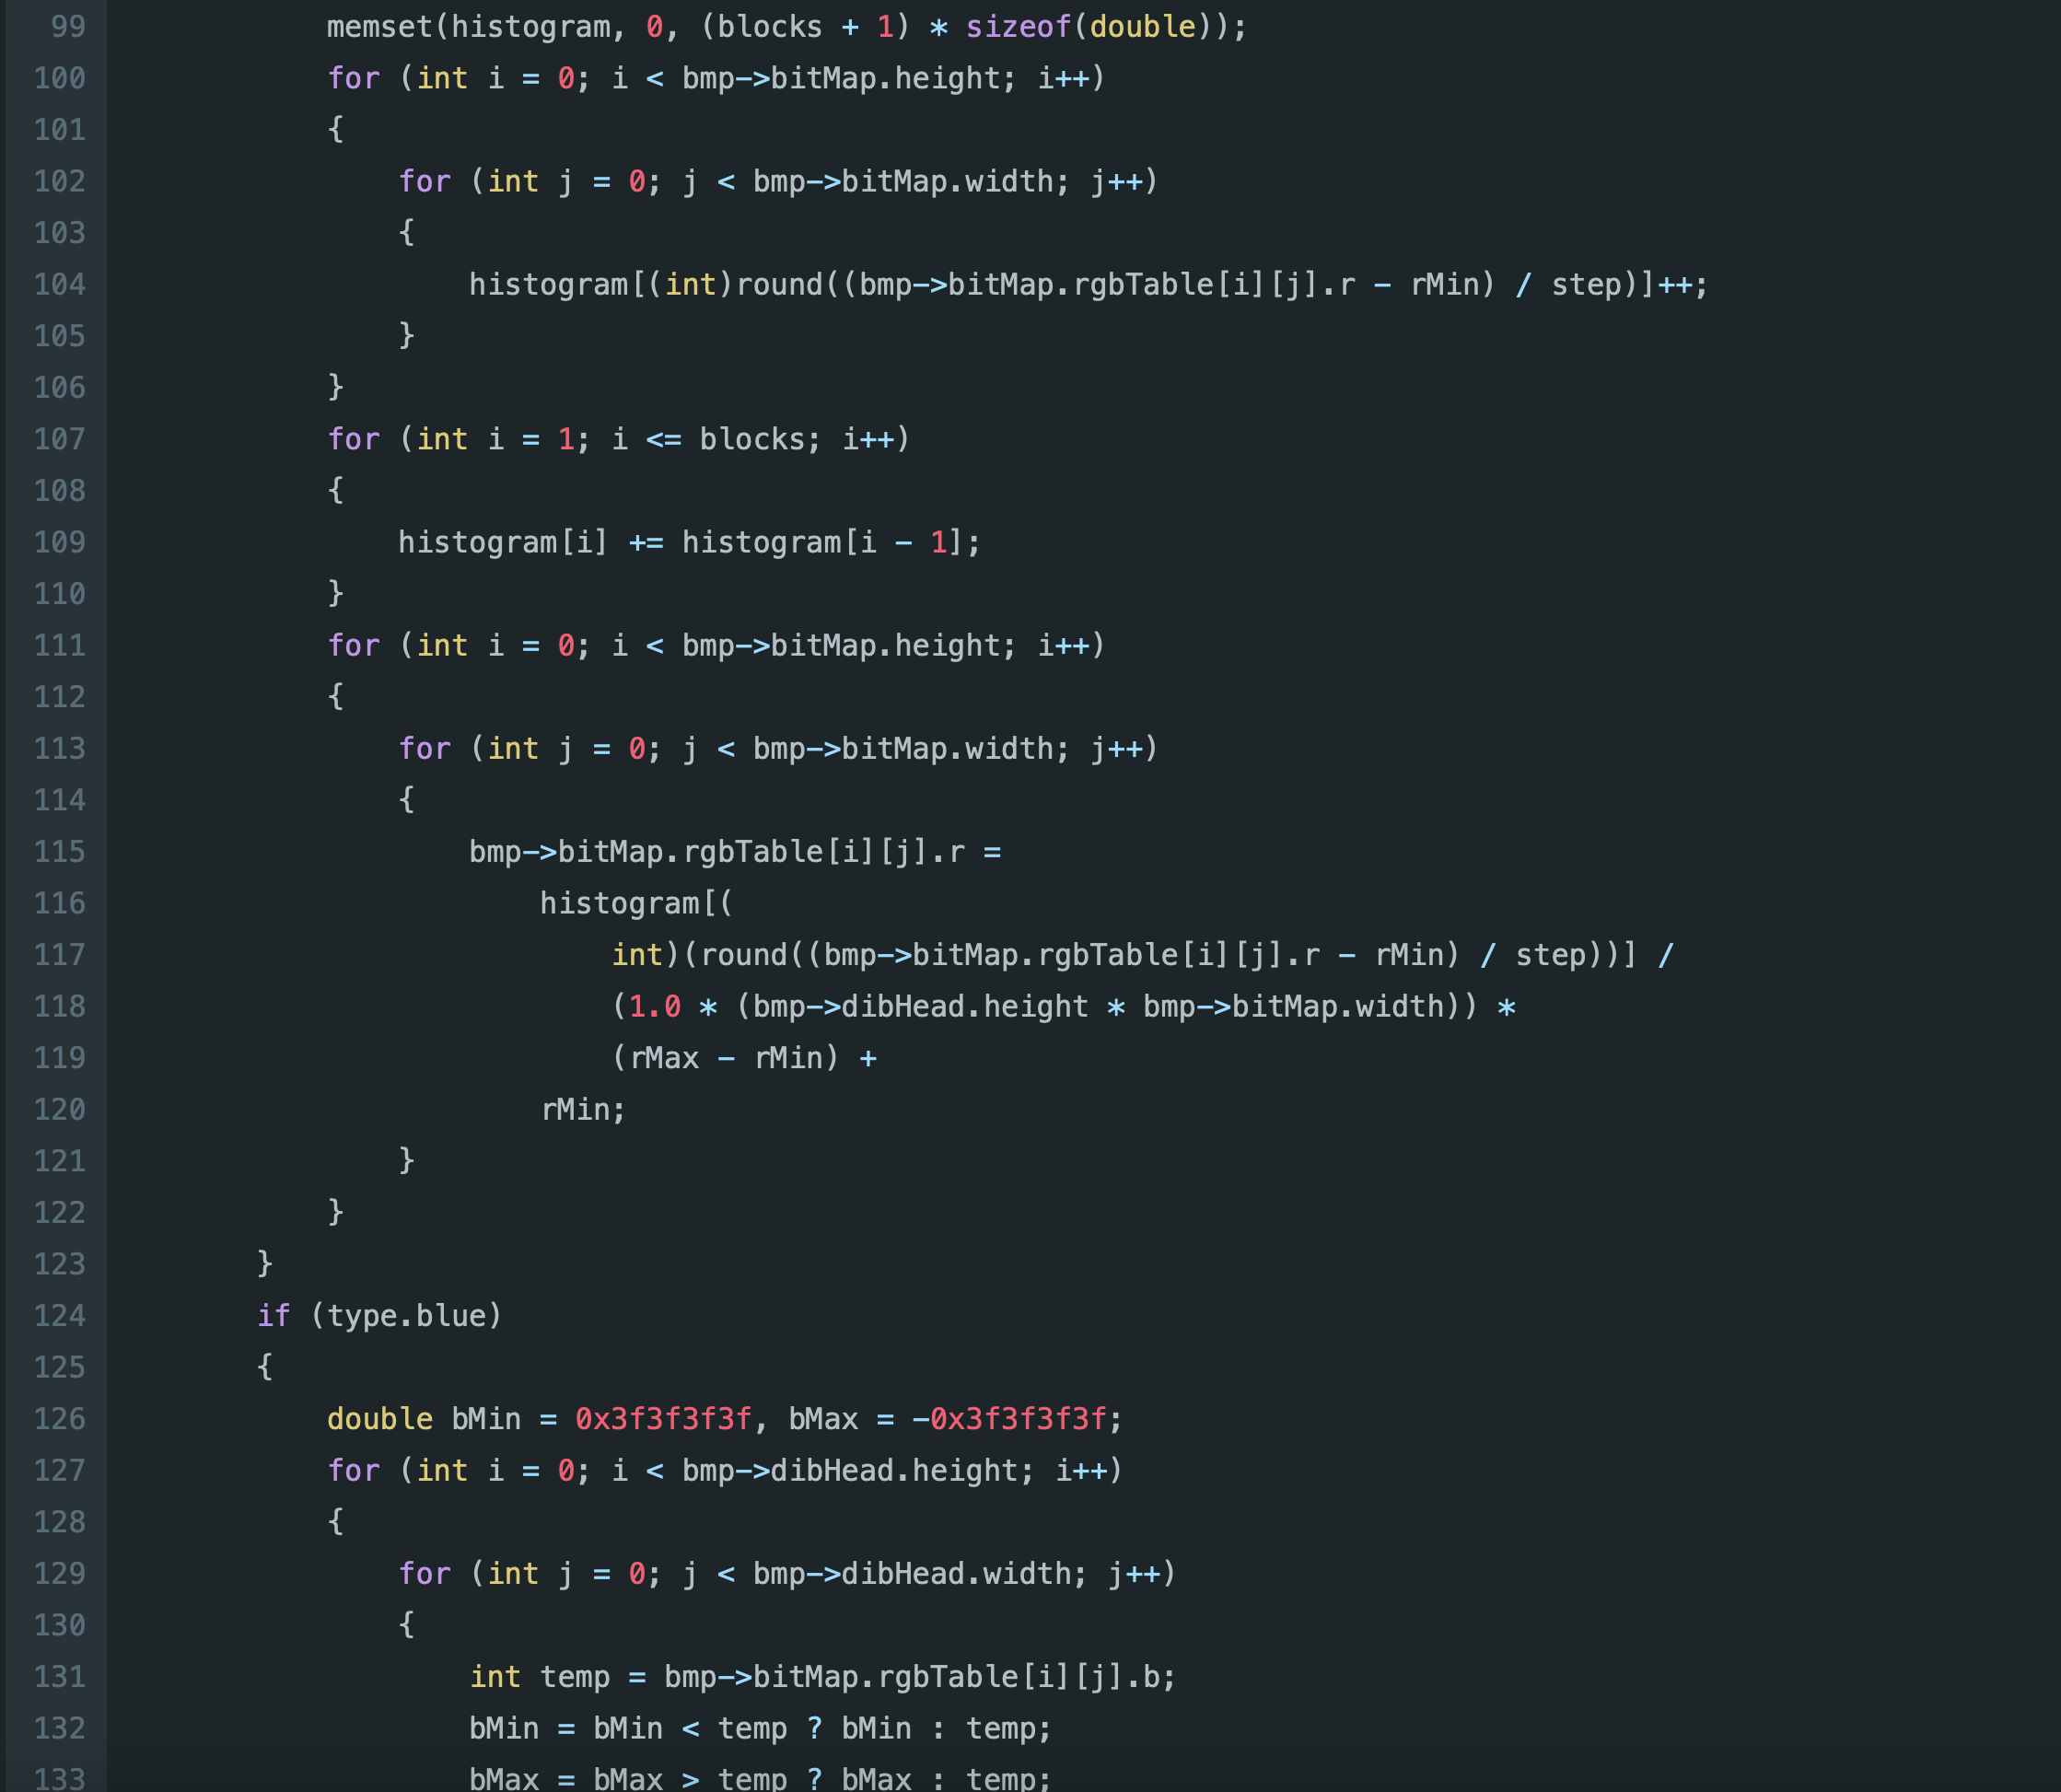 99 memset(histogram, 0, (blocks + 1) * sizeof(double));
100 for (int i = 0; i < bmp->bitMap.height; i++)
101 {
102 for (int j = 0; j < bmp->bitMap.width; j++)
103 {
104 histogram[(int)round((bmp->bitMap.rgbTable[i][j].r - rMin) / step)]++;
105 }
106 }
107 for (int i = 1; i <= blocks; i++)
108 {
109 histogram[i] += histogram[i - 1];
110 }
111 for (int i = 0; i < bmp->bitMap.height; i++)
112 {
113 for (int j = 0; j < bmp->bitMap.width; j++)
114 {
115 bmp->bitMap.rgbTable[i][j].r =
116 histogram[(
117 int)(round((bmp->bitMap.rgbTable[i][j].r - rMin) / step))] /
118 (1.0 * (bmp->dibHead.height * bmp->bitMap.width)) *
119 (rMax - rMin) +
120 rMin;
121 }
122 }
123 }
124 if (type.blue)
125 {
126 double bMin = 0x3f3f3f3f, bMax = -0x3f3f3f3f;
127 for (int i = 0; i < bmp->dibHead.height; i++)
128 {
129 for (int j = 0; j < bmp->dibHead.width; j++)
130 {
131 int temp = bmp->bitMap.rgbTable[i][j].b;
132 bMin = bMin < temp ? bMin : temp;
133 bMax = bMax > temp ? bMax : temp;